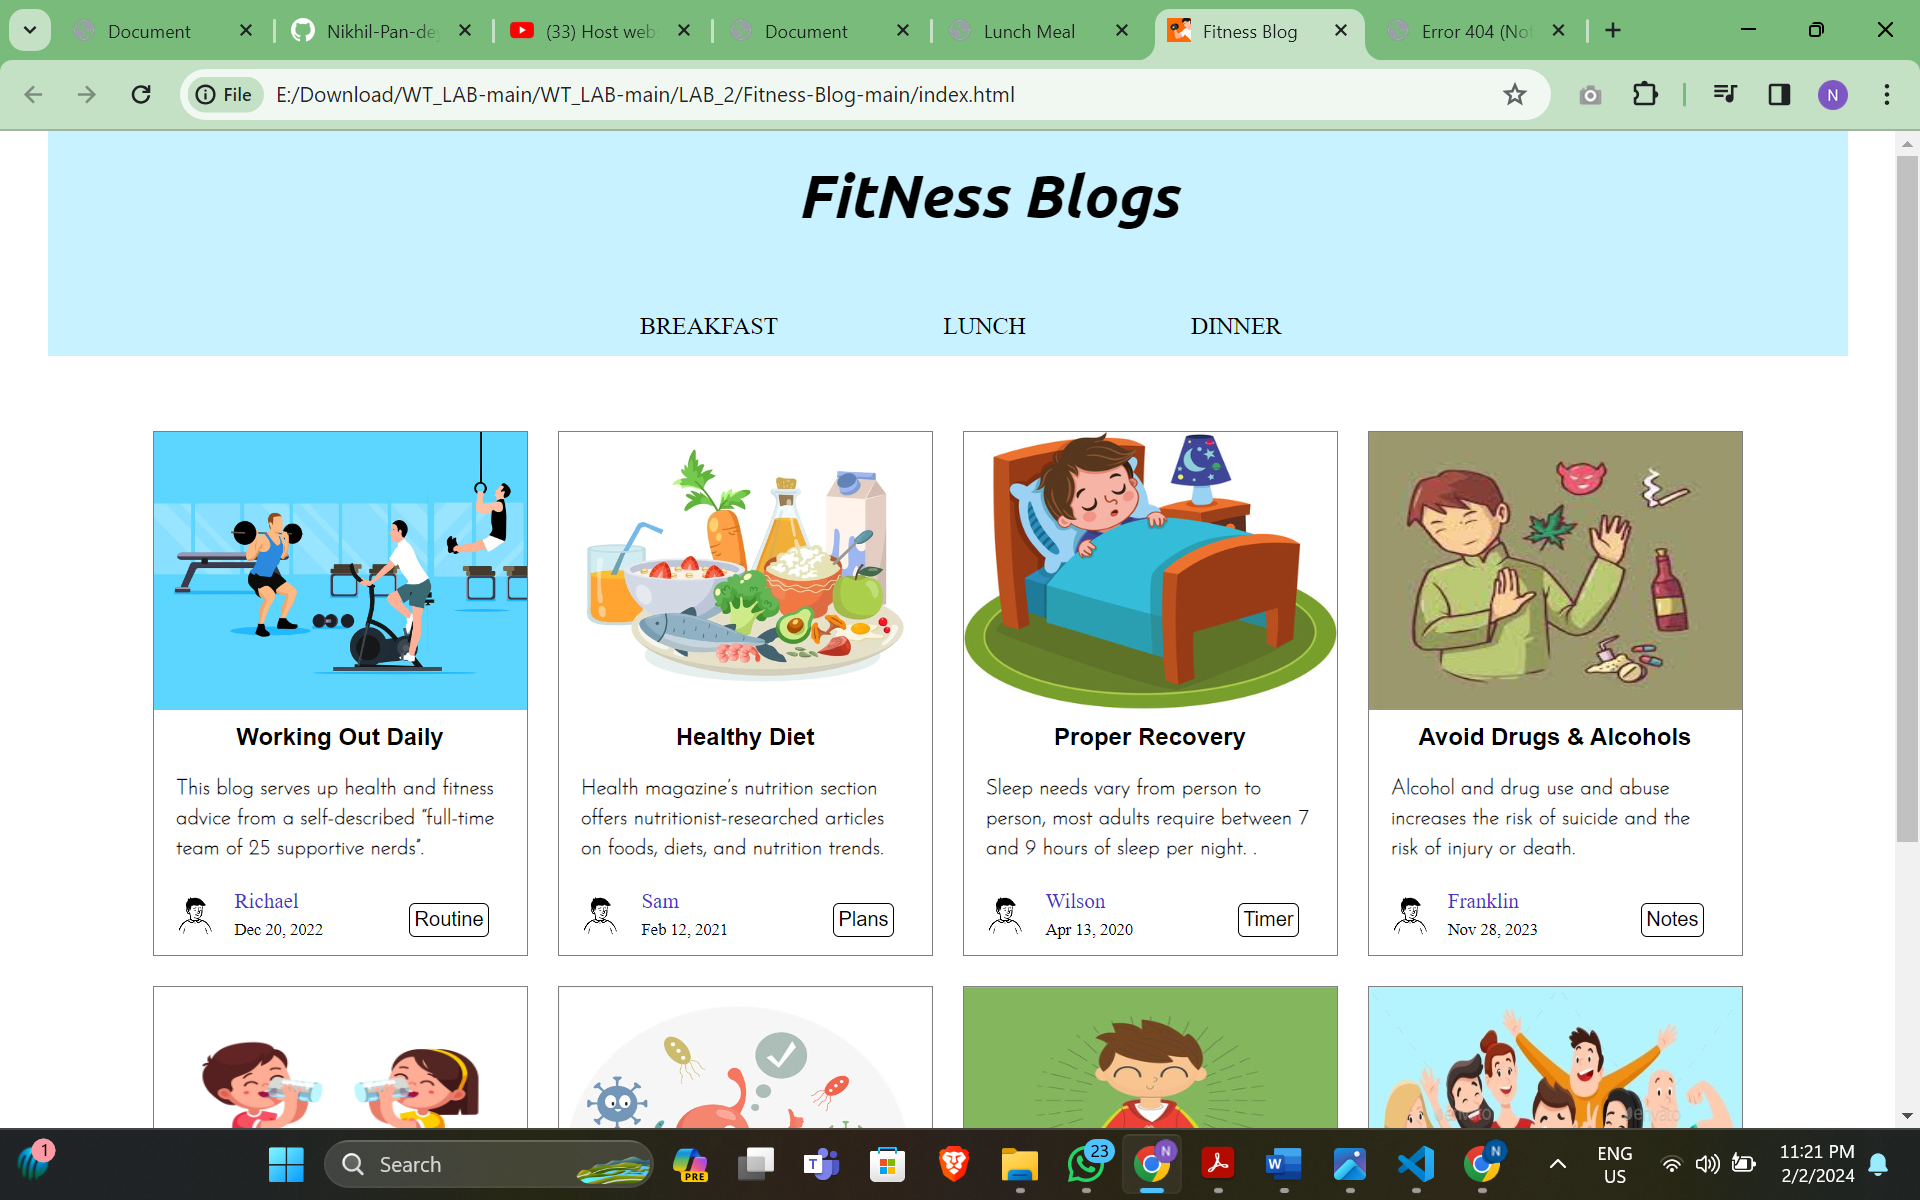 Document
Nikhil-Pan-de
(33) Host web
Document
Lunch Meal
Fitness Blog
Error 404 (Not
File
E:/Download/WT_LAB-main/WT_LAB-main/LAB_2/Fitness-Blog-main/index.html
N
FitNess Blogs
BREAKFAST LUNCH DINNER
Working Out Daily
This blog serves up health and fitness
advice from a self-described “full-time
team of 25 supportive nerds”.
Richael
Dec 20, 2022
Routine
Healthy Diet
Health magazine’s nutrition section
offers nutritionist-researched articles
on foods, diets, and nutrition trends.
Sam
Feb 12, 2021
Plans
Proper Recovery
Sleep needs vary from person to
person, most adults require between 7
and 9 hours of sleep per night. .
Wilson
Apr 13, 2020
Timer
Avoid Drugs & Alcohols
Alcohol and drug use and abuse
increases the risk of suicide and the
risk of injury or death.
Franklin
Nov 28, 2023
Notes
1
Search
PRE
T
23
N
W
N
ENG
US
11:21 PM
2/2/2024